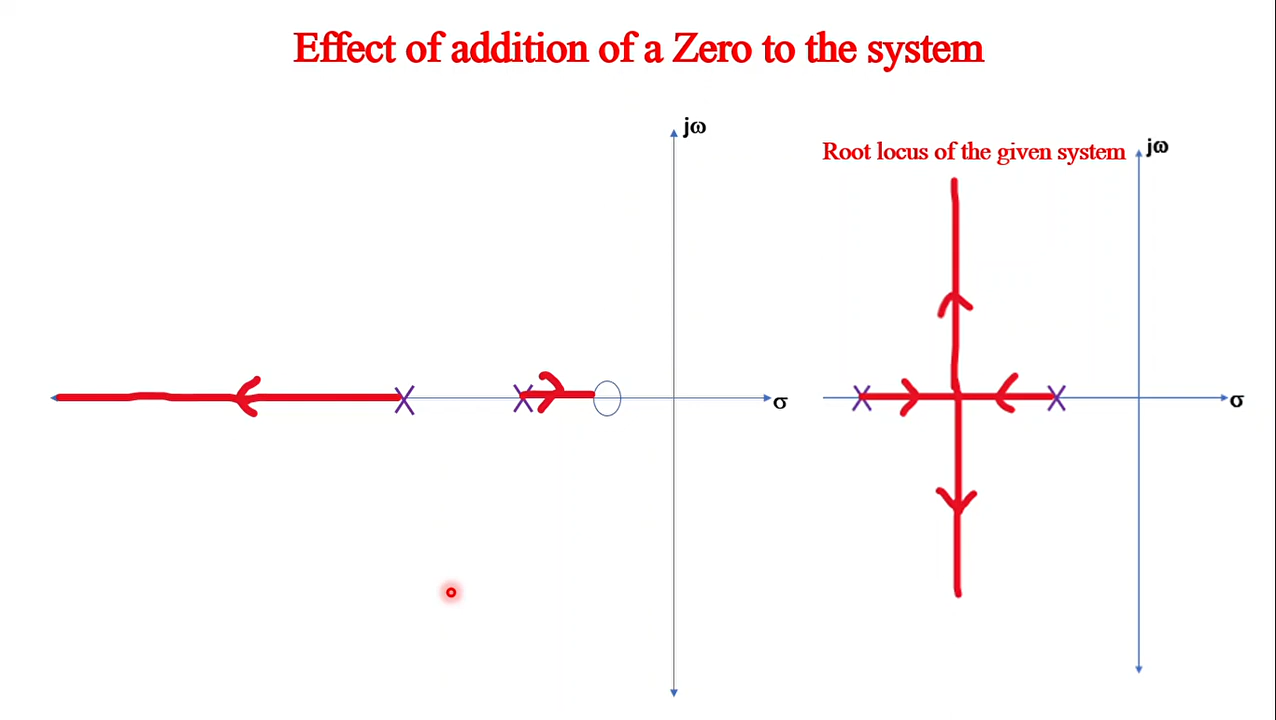 Effect of addition of a Zero to the system
jω
Root locus of the given system
jω
σ
σ